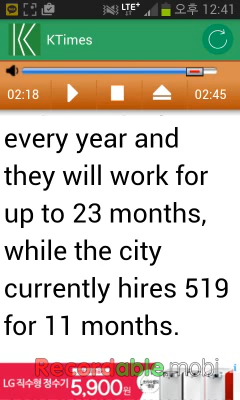 LTE 오후 12:41
KTimes
02:18 02:45
every year and
they will work for
up to 23 months,
while the city
currently hires 519
for 11 months.
Recordable.mobi
LG 직수형 정수기 5,900원